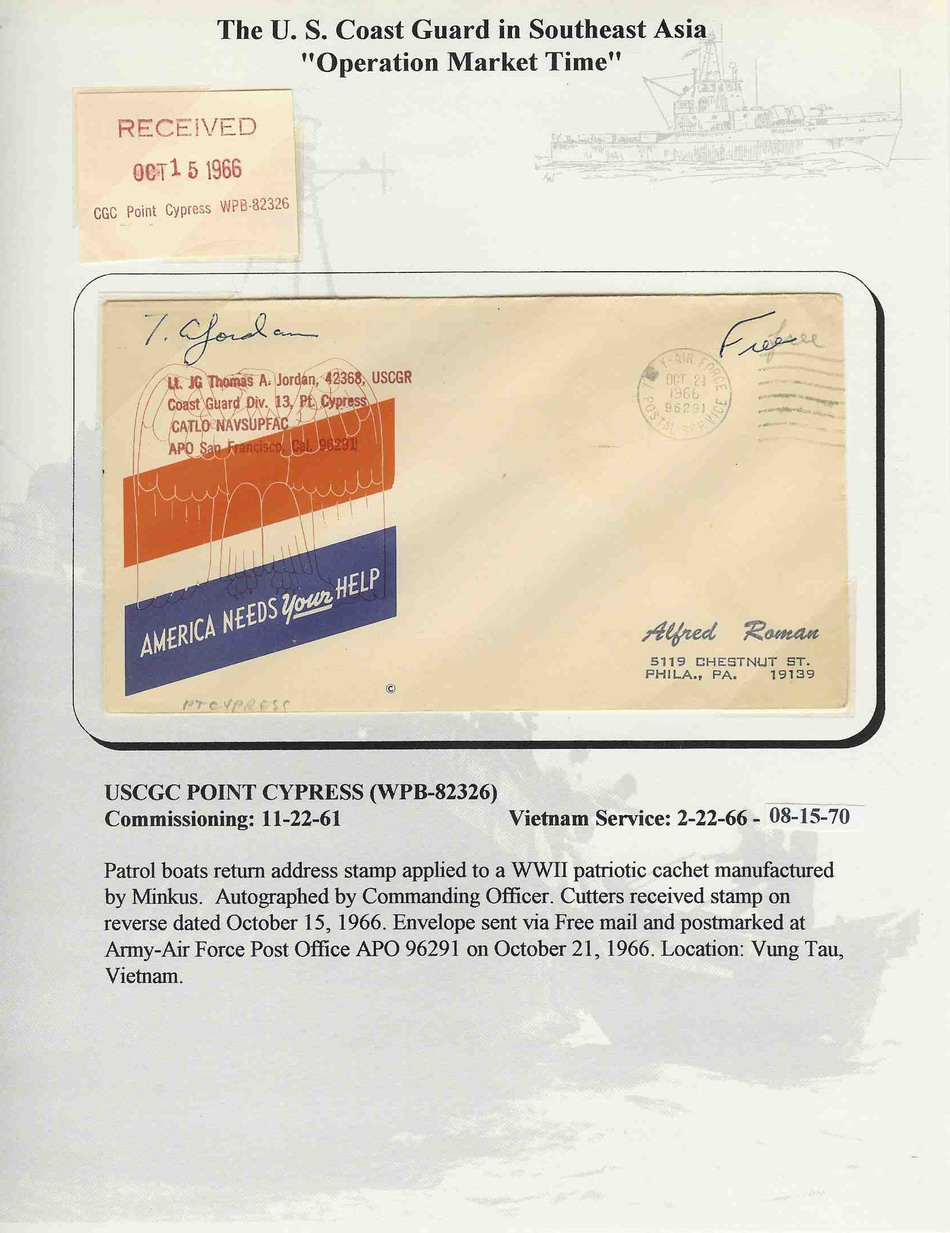 The U. S. Coast Guard in Southeast Asia
"Operation Market Time"
RECEIVED
OCT 15 1966
CGC Point Cypress WPB-82326
T. A Jordan
Free
Free
Lt. JG Thomas A. Jordan, 42368, USCGR
Coast Guard Div. 13, Pt. Cypress
CATLO NAVSUPFAC
APO San Francisco, Cal. 96291
Y-AIR FORCE
OCT 21
1966
96291
POSTAL SERVICE
AMERICA NEEDS Your HELP
©
PT CYPRESS
Alfred Roman
5119 CHESTNUT ST.
PHILA., PA. 19139
USCGC POINT CYPRESS (WPB-82326)
Commissioning: 11-22-61 Vietnam Service: 2-22-66 - 08-15-70
Patrol boats return address stamp applied to a WWII patriotic cachet manufactured
by Minkus. Autographed by Commanding Officer. Cutters received stamp on
reverse dated October 15, 1966. Envelope sent via Free mail and postmarked at
Army-Air Force Post Office APO 96291 on October 21, 1966. Location: Vung Tau,
Vietnam.